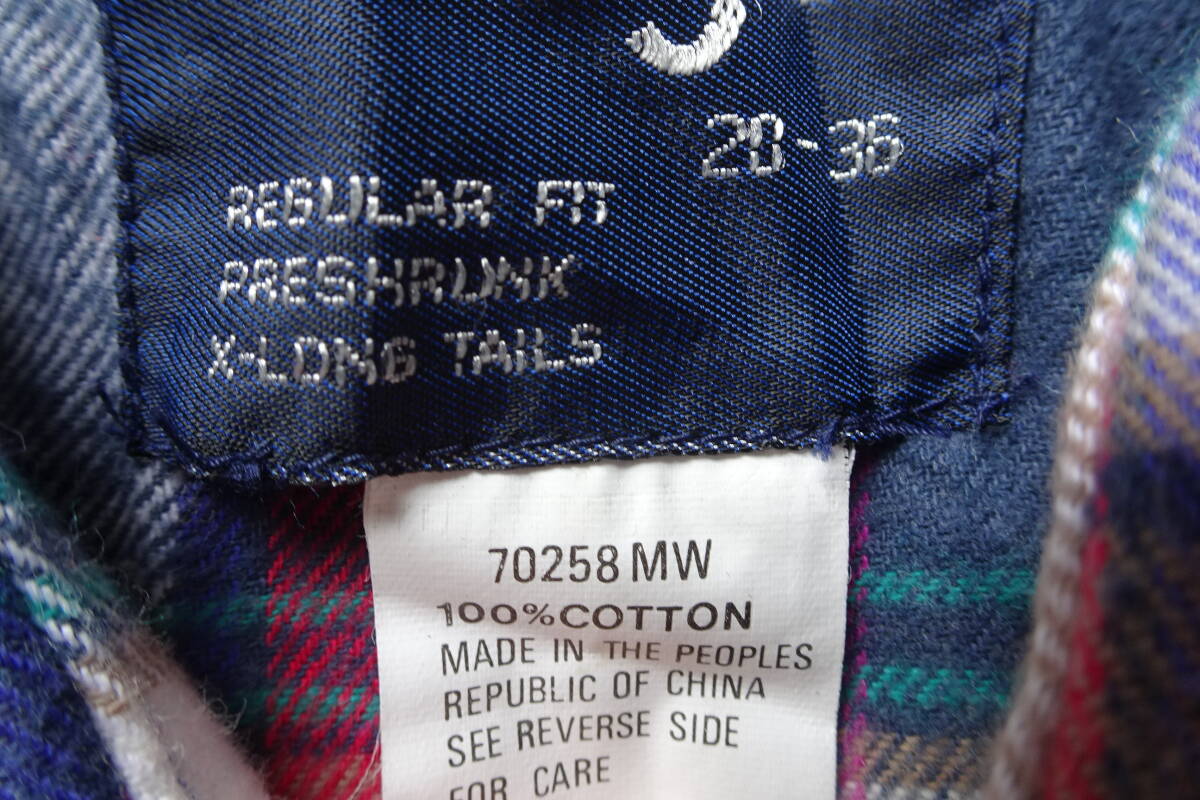 20-36
REGULAR FIT
PRESHRUNK
X-LONG TAILS
70258 MW
100% COTTON
MADE IN THE PEOPLES
REPUBLIC OF CHINA
SEE REVERSE SIDE
FOR CARE